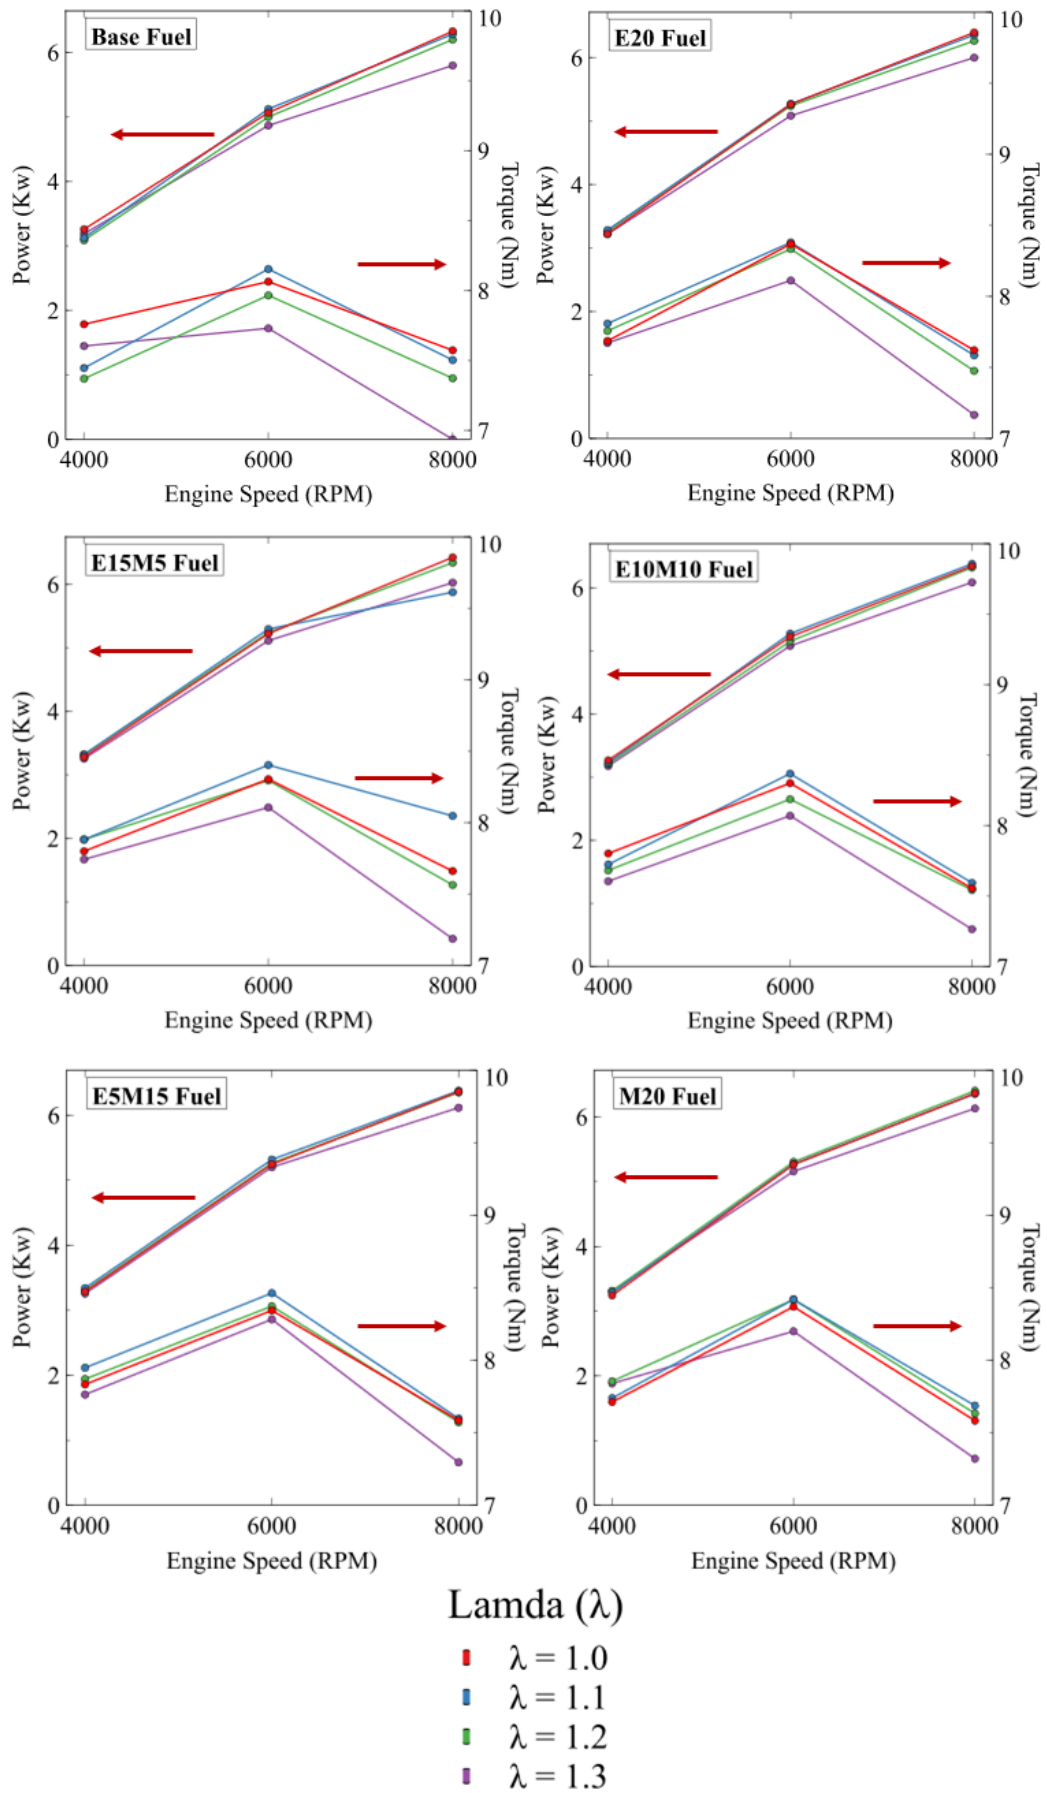 Base Fuel
Power (Kw)
6
4
2
0
10
9
8
7
Torque (Nm)
4000 6000 8000
Engine Speed (RPM)
E20 Fuel
Power (Kw)
6
4
2
0
10
9
8
7
Torque (Nm)
4000 6000 8000
Engine Speed (RPM)
E15M5 Fuel
Power (Kw)
6
4
2
0
10
9
8
7
Torque (Nm)
4000 6000 8000
Engine Speed (RPM)
E10M10 Fuel
Power (Kw)
6
4
2
0
10
9
8
7
Torque (Nm)
4000 6000 8000
Engine Speed (RPM)
E5M15 Fuel
Power (Kw)
6
4
2
0
10
9
8
7
Torque (Nm)
4000 6000 8000
Engine Speed (RPM)
M20 Fuel
Power (Kw)
6
4
2
0
10
9
8
7
Torque (Nm)
4000 6000 8000
Engine Speed (RPM)
Lamda (λ)
λ = 1.0
λ = 1.1
λ = 1.2
λ = 1.3